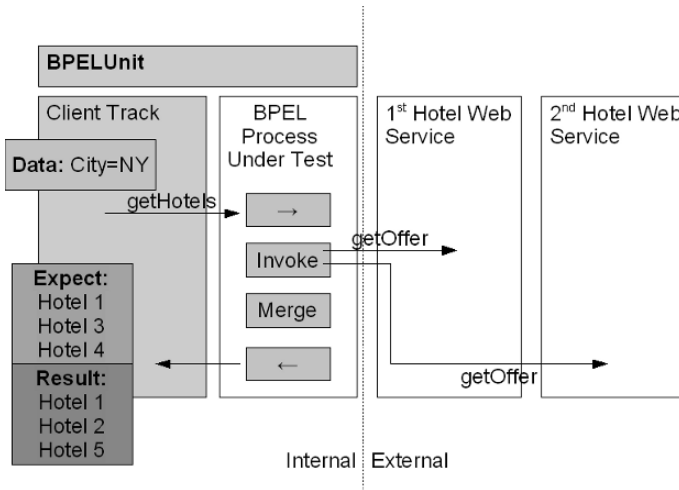 BPELUnit
Client Track
BPEL
Process
Under Test
1st Hotel Web
Service
2nd Hotel Web
Service
Data: City=NY
getHotels
→
getOffer
Invoke
Expect:
Hotel 1
Hotel 3
Hotel 4
Merge
←
getOffer
Result:
Hotel 1
Hotel 2
Hotel 5
Internal
External